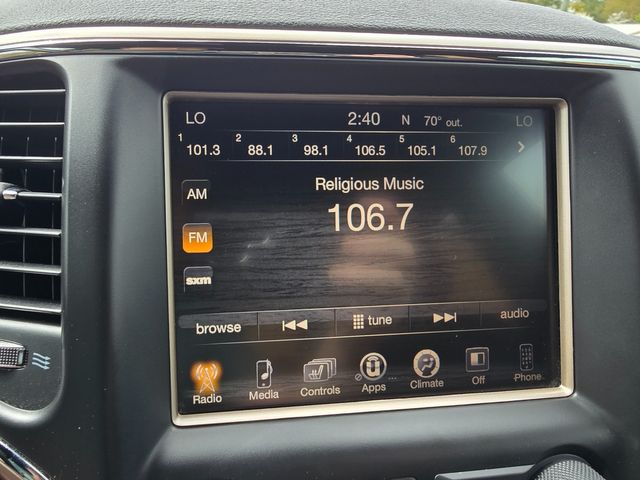 LO 2:40 N 70° out. LO
1 101.3 2 88.1 3 98.1 4 106.5 5 105.1 6 107.9
AM
Religious Music
106.7
FM
sxm
browse tune audio
Radio Media Controls Apps Climate Off Phone